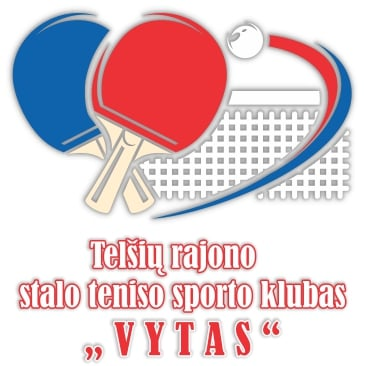 Telšių rajono
stalo teniso sporto klubas
„VYTAS“